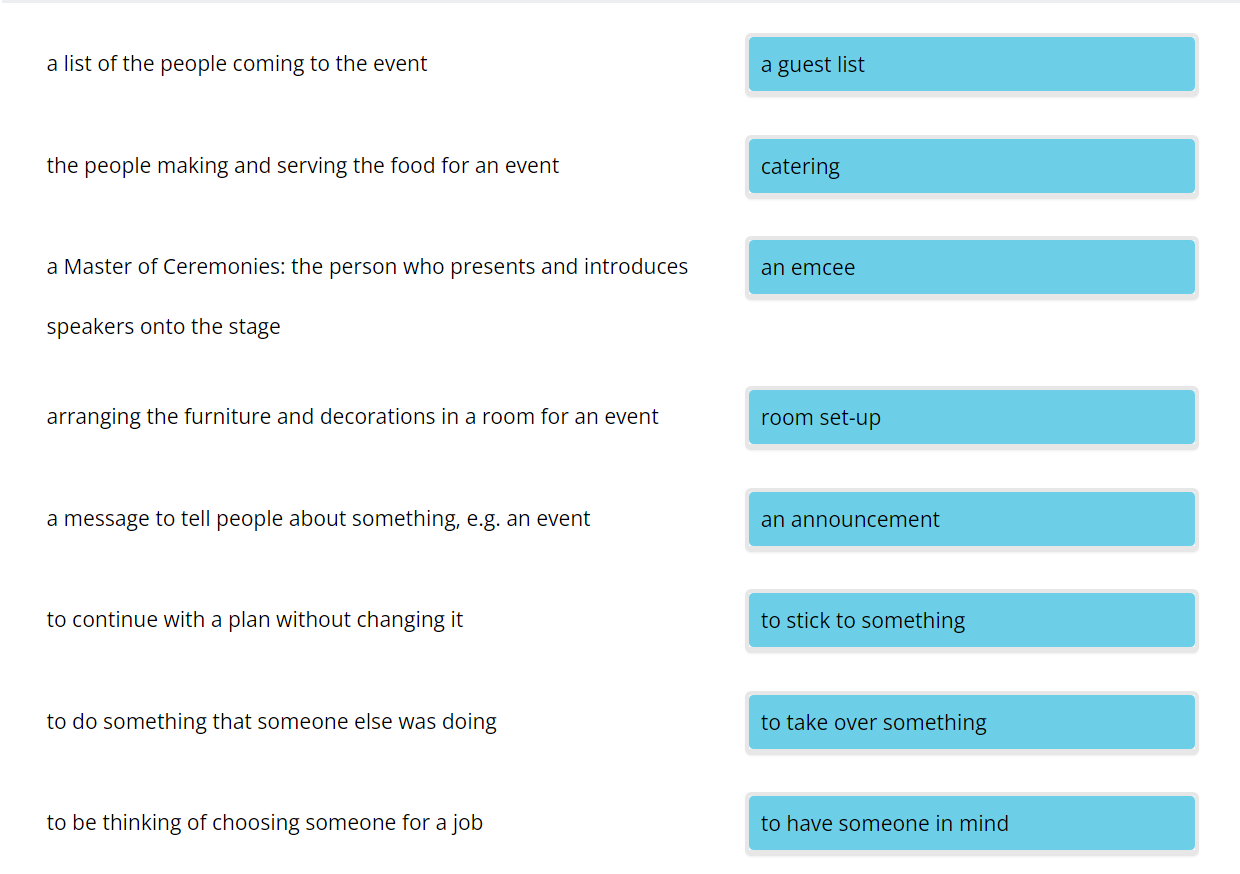 a list of the people coming to the event
a guest list
the people making and serving the food for an event
catering
a Master of Ceremonies: the person who presents and introduces
speakers onto the stage
an emcee
arranging the furniture and decorations in a room for an event
room set-up
a message to tell people about something, e.g. an event
an announcement
to continue with a plan without changing it
to stick to something
to do something that someone else was doing
to take over something
to be thinking of choosing someone for a job
to have someone in mind